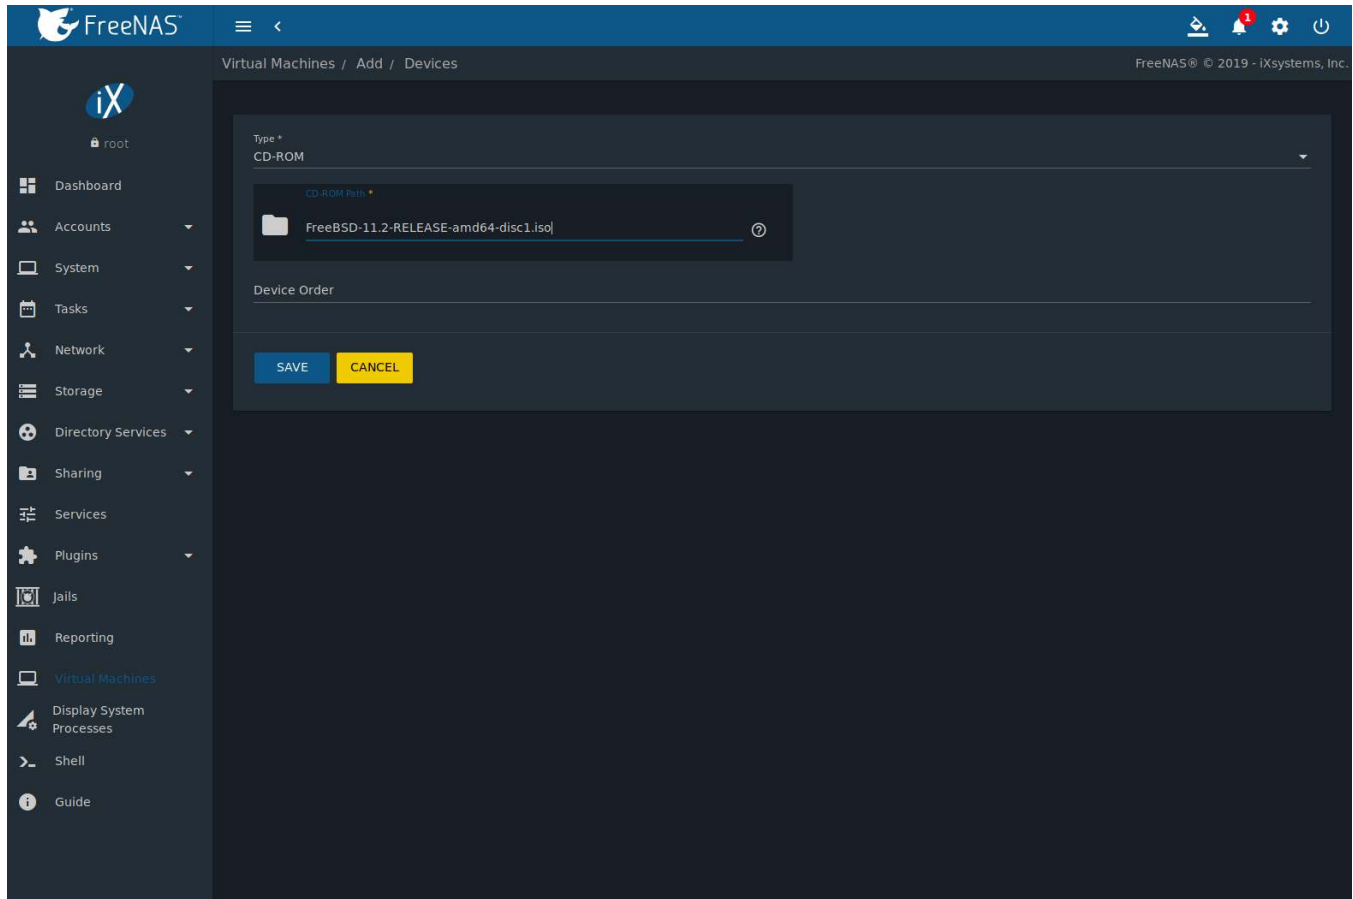 FreeNAS™
1
Virtual Machines / Add / Devices
FreeNAS® © 2019 - iXsystems, Inc.
iX
root
Dashboard
Accounts
System
Tasks
Network
Storage
Directory Services
Sharing
Services
Plugins
Jails
Reporting
Virtual Machines
Display System
Processes
Shell
Guide
Type *
CD-ROM
CD-ROM Path *
FreeBSD-11.2-RELEASE-amd64-disc1.iso
Device Order
SAVE
CANCEL